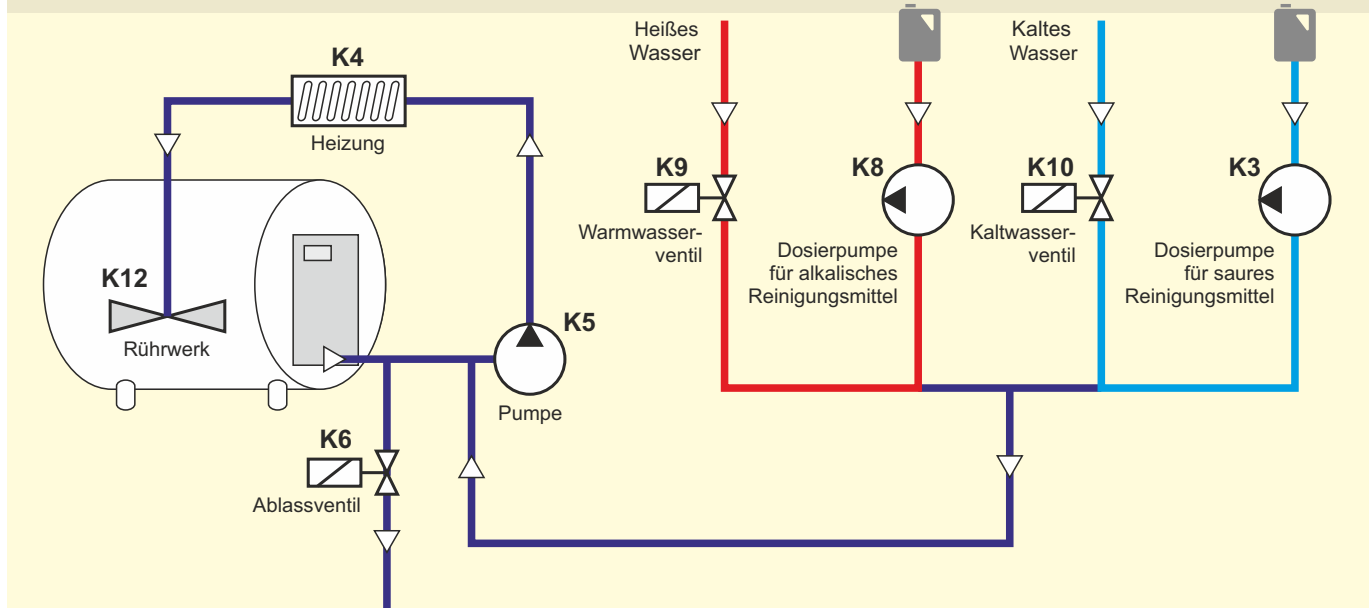 K4
Heizung
K12
Rührwerk
K5
Pumpe
K6
Ablassventil
Heißes
Wasser
K9
Warmwasser-
ventil
K8
Dosierpumpe
für alkalisches
Reinigungsmittel
Kaltes
Wasser
K10
Kaltwasser-
ventil
K3
Dosierpumpe
für saures
Reinigungsmittel